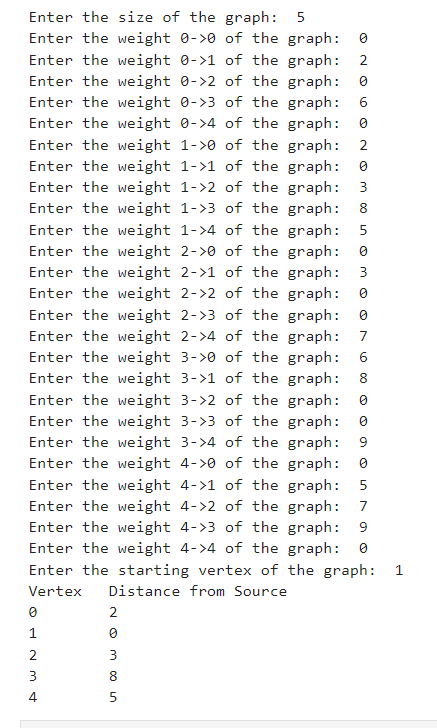 Enter the size of the graph:  5
Enter the weight 0->0 of the graph:  0
Enter the weight 0->1 of the graph:  2
Enter the weight 0->2 of the graph:  0
Enter the weight 0->3 of the graph:  6
Enter the weight 0->4 of the graph:  0
Enter the weight 1->0 of the graph:  2
Enter the weight 1->1 of the graph:  0
Enter the weight 1->2 of the graph:  3
Enter the weight 1->3 of the graph:  8
Enter the weight 1->4 of the graph:  5
Enter the weight 2->0 of the graph:  0
Enter the weight 2->1 of the graph:  3
Enter the weight 2->2 of the graph:  0
Enter the weight 2->3 of the graph:  0
Enter the weight 2->4 of the graph:  7
Enter the weight 3->0 of the graph:  6
Enter the weight 3->1 of the graph:  8
Enter the weight 3->2 of the graph:  0
Enter the weight 3->3 of the graph:  0
Enter the weight 3->4 of the graph:  9
Enter the weight 4->0 of the graph:  0
Enter the weight 4->1 of the graph:  5
Enter the weight 4->2 of the graph:  7
Enter the weight 4->3 of the graph:  9
Enter the weight 4->4 of the graph:  0
Enter the starting vertex of the graph:  1
Vertex   Distance from Source
0        2
1        0
2        3
3        8
4        5